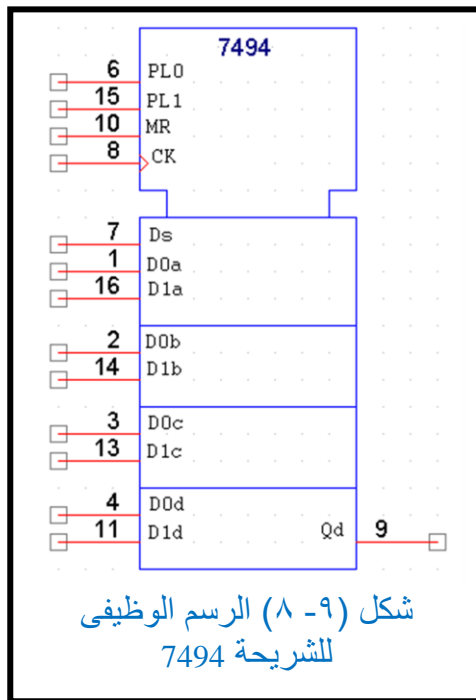 7494
6 PL0
15 PL1
10 MR
8 CK
7 Ds
1 D0a
16 D1a
2 D0b
14 D1b
3 D0c
13 D1c
4 D0d
11 D1d Qd 9
شكل (٩- ٨) الرسم الوظيفى
للشريحة 7494